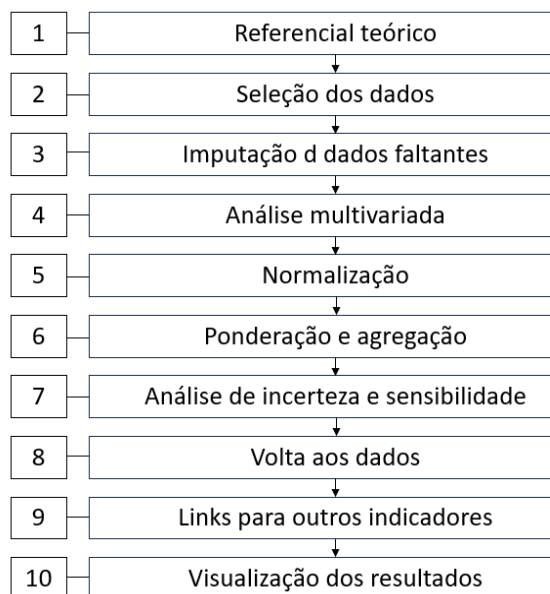 1 Referencial teórico
2 Seleção dos dados
3 Imputação d dados faltantes
4 Análise multivariada
5 Normalização
6 Ponderação e agregação
7 Análise de incerteza e sensibilidade
8 Volta aos dados
9 Links para outros indicadores
10 Visualização dos resultados